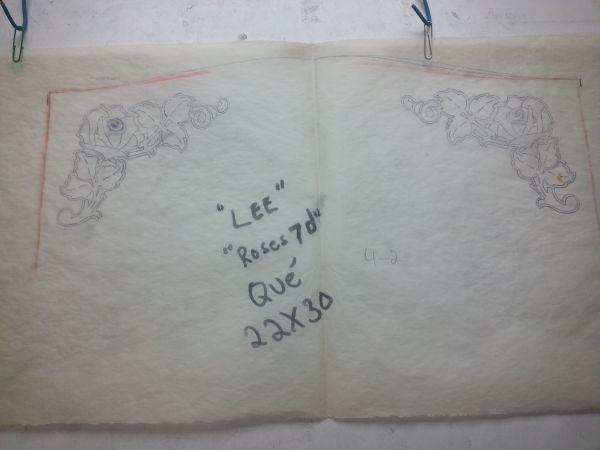 "LEE"
"Roses 7d"
Qué
22X30
4-2